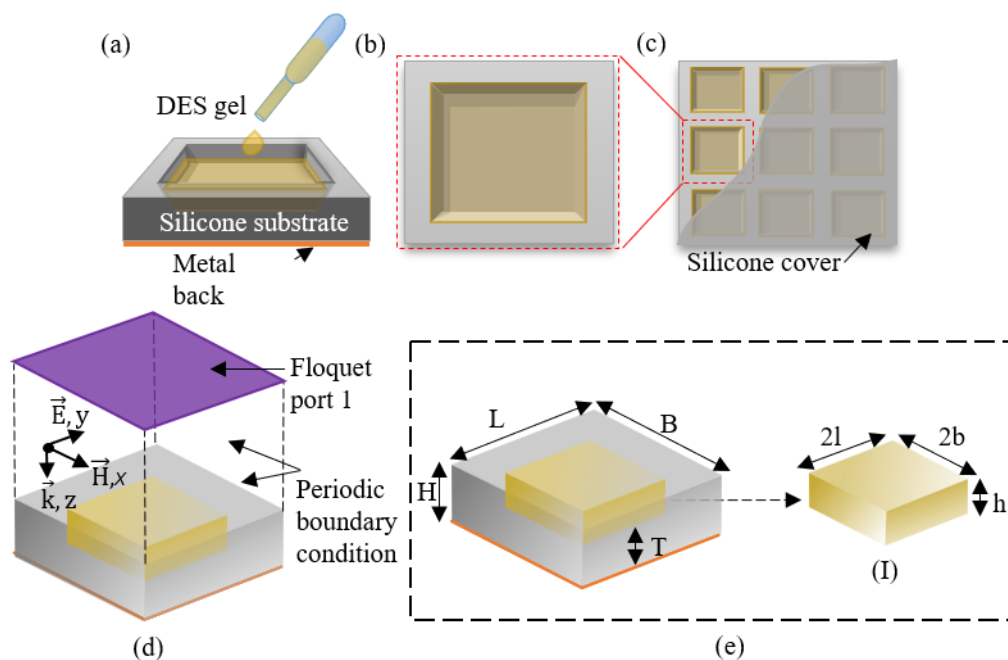 (a)
(b)
(c)
DES gel
Silicone substrate
Metal
back
Silicone cover
Floquet
port 1
E, y
H,x
k, z
Periodic
boundary
condition
(d)
L
B
H
T
2l
2b
h
(I)
(e)